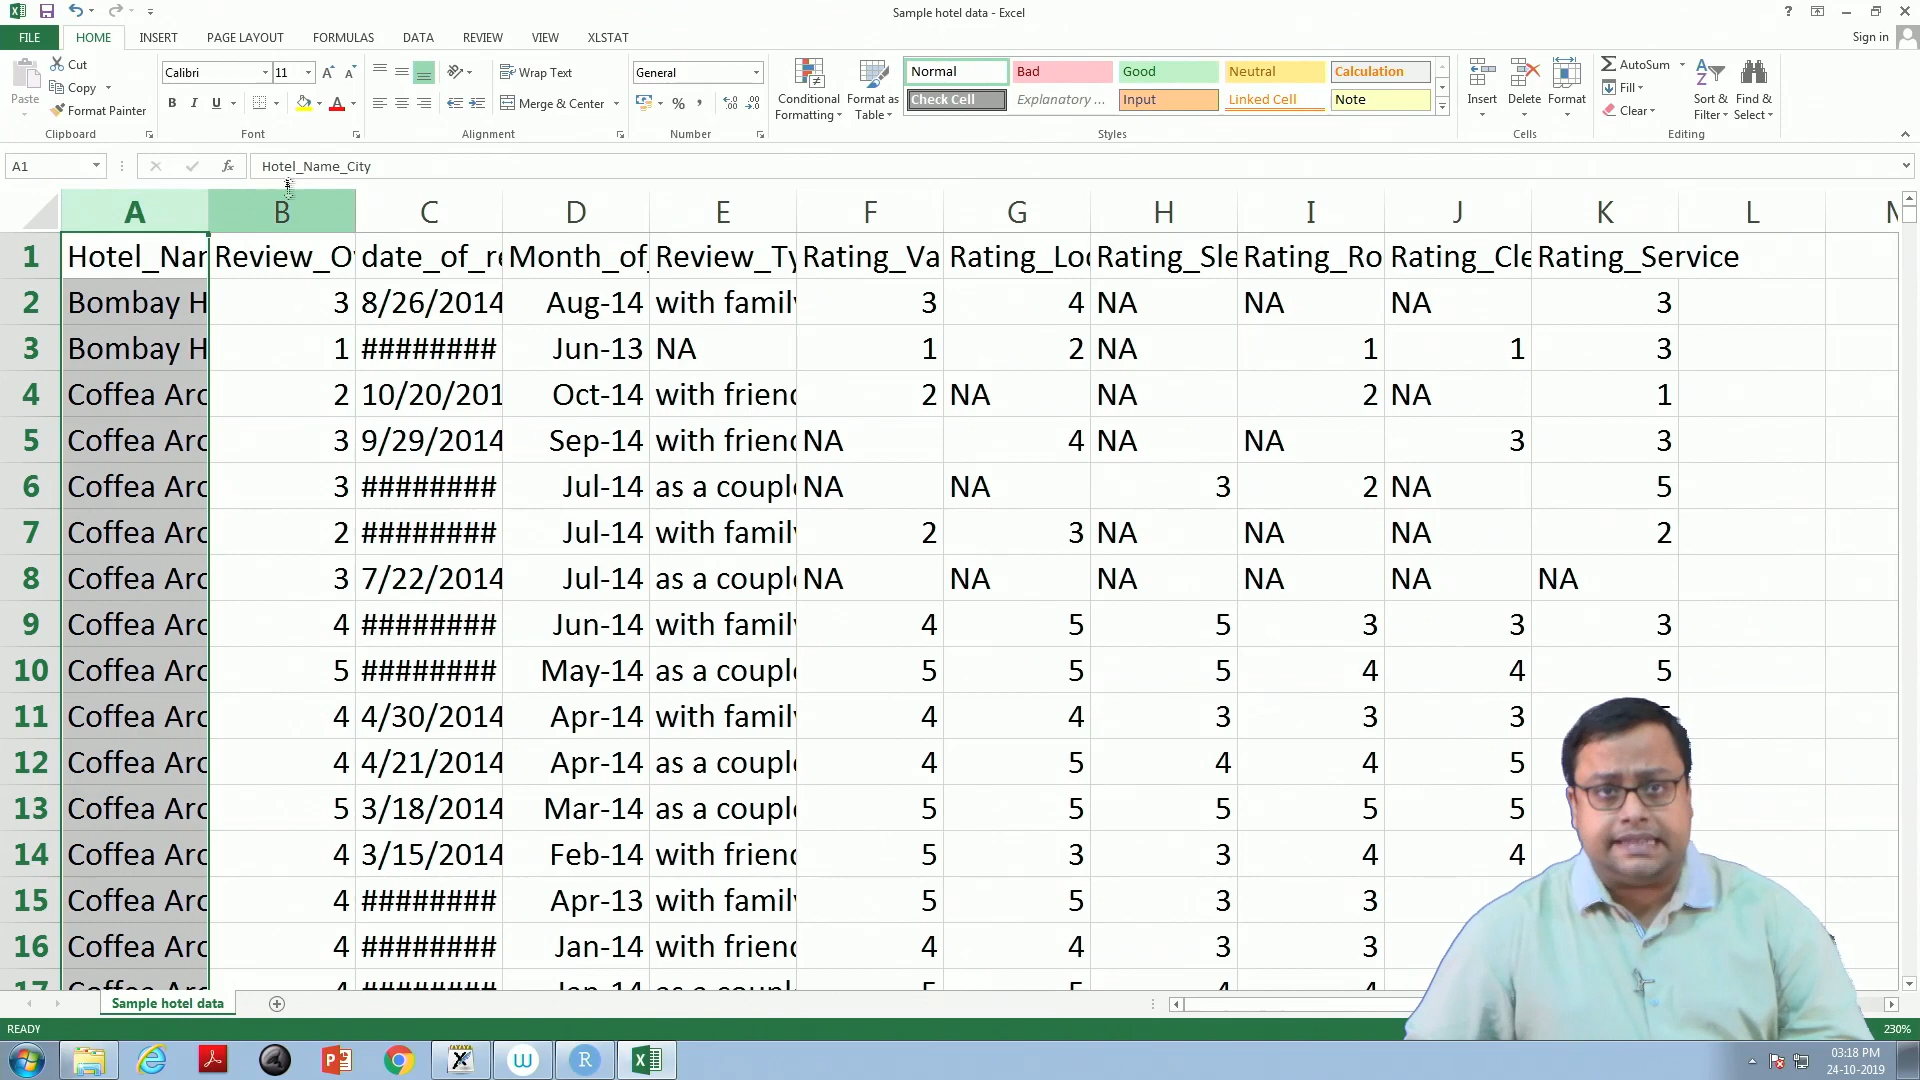 Sample hotel data - Excel
FILE HOME INSERT PAGE LAYOUT FORMULAS DATA REVIEW VIEW XLSTAT Sign in
Cut
Copy
Format Painter
Paste
Clipboard
Calibri 11
B I U A
Font
Wrap Text
Merge & Center
Alignment
General
%
Number
Conditional Formatting
Format as Table
Normal Bad Good Neutral Calculation
Check Cell Explanatory ... Input Linked Cell Note
Styles
Insert Delete Format
Cells
AutoSum
Fill
Clear
Sort & Filter
Find & Select
Editing
A1 fx Hotel_Name_City
A B C D E F G H I J K L
1 Hotel_Nar Review_O date_of_re Month_of_ Review_Ty Rating_Va Rating_Loc Rating_Sle Rating_Ro Rating_Cle Rating_Service
2 Bombay H 3 8/26/2014 Aug-14 with family 3 4 NA NA NA 3
3 Bombay H 1 ######## Jun-13 NA 1 2 NA 1 1 3
4 Coffea Arc 2 10/20/201 Oct-14 with frienc 2 NA NA 2 NA 1
5 Coffea Arc 3 9/29/2014 Sep-14 with frienc NA 4 NA NA 3 3
6 Coffea Arc 3 ######## Jul-14 as a couple NA NA 3 2 NA 5
7 Coffea Arc 2 ######## Jul-14 with family 2 3 NA NA NA 2
8 Coffea Arc 3 7/22/2014 Jul-14 as a couple NA NA NA NA NA NA
9 Coffea Arc 4 ######## Jun-14 with family 4 5 5 3 3 3
10 Coffea Arc 5 ######## May-14 as a couple 5 5 5 4 4 5
11 Coffea Arc 4 4/30/2014 Apr-14 with family 4 4 3 3 3
12 Coffea Arc 4 4/21/2014 Apr-14 as a couple 4 5 4 4 5
13 Coffea Arc 5 3/18/2014 Mar-14 as a couple 5 5 5 5 5
14 Coffea Arc 4 3/15/2014 Feb-14 with frienc 5 3 3 4 4
15 Coffea Arc 4 ######## Apr-13 with family 5 5 3 3
16 Coffea Arc 4 ######## Jan-14 with frienc 4 4 3 3
Sample hotel data
READY 230%
03:18 PM
24-10-2019